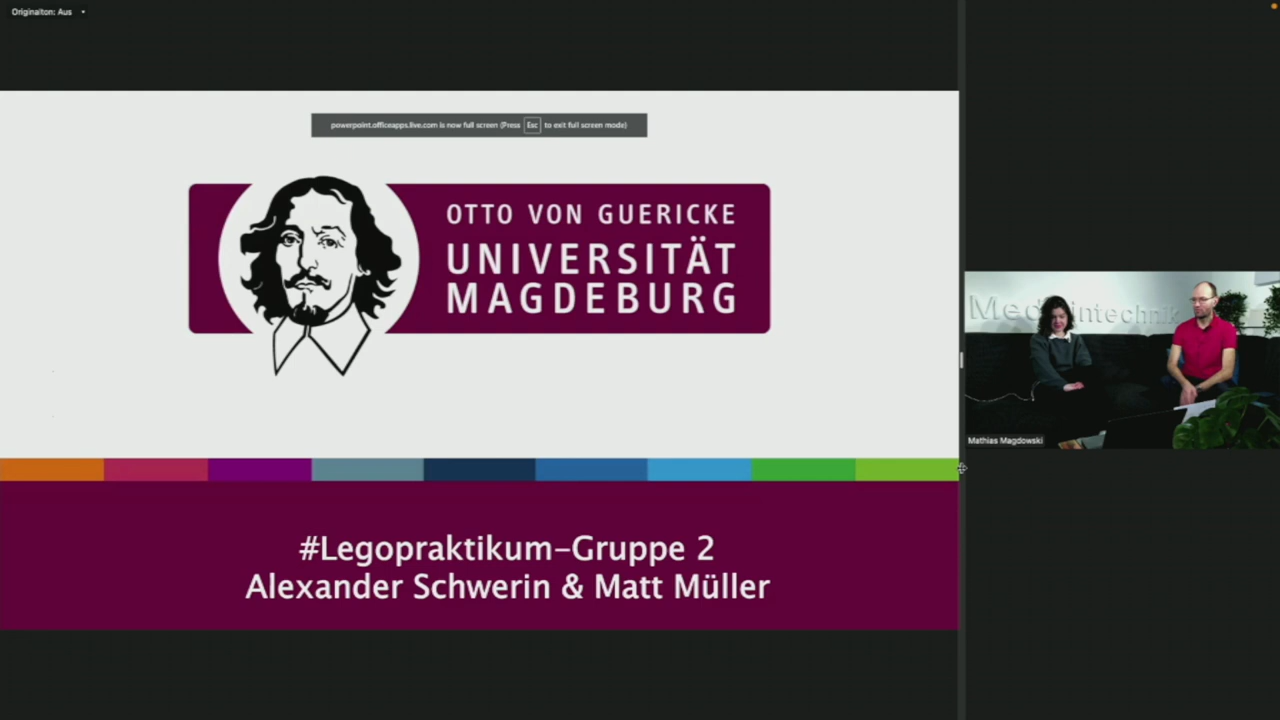 Originalton: Aus
powerpoint.officeapps.live.com is now full screen (Press Esc to exit full screen mode)
OTTO VON GUERICKE
UNIVERSITÄT
MAGDEBURG
Medizintechnik
Mathias Magdowski
#Legopraktikum-Gruppe 2
Alexander Schwerin & Matt Müller